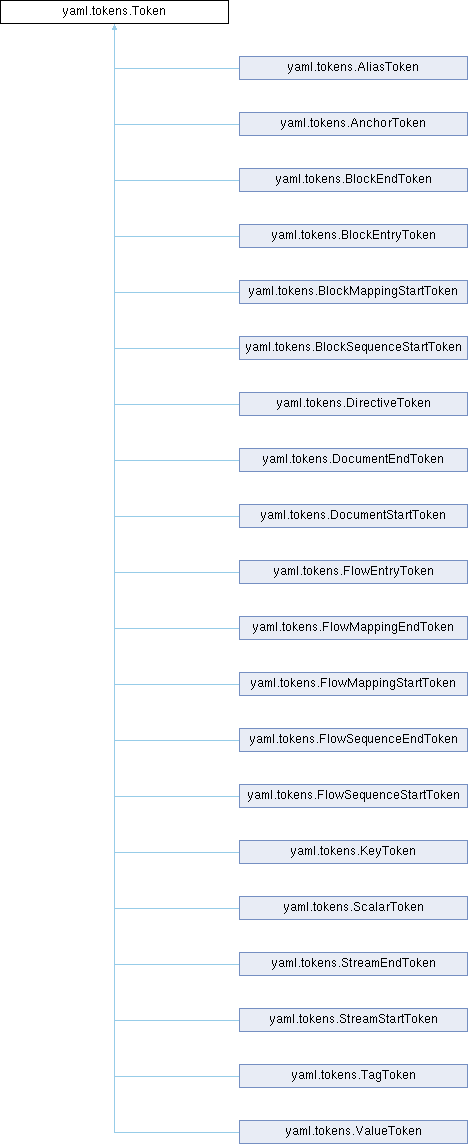 yaml.tokens.Token
yaml.tokens.AliasToken
yaml.tokens.AnchorToken
yaml.tokens.BlockEndToken
yaml.tokens.BlockEntryToken
yaml.tokens.BlockMappingStartToken
yaml.tokens.BlockSequenceStartToken
yaml.tokens.DirectiveToken
yaml.tokens.DocumentEndToken
yaml.tokens.DocumentStartToken
yaml.tokens.FlowEntryToken
yaml.tokens.FlowMappingEndToken
yaml.tokens.FlowMappingStartToken
yaml.tokens.FlowSequenceEndToken
yaml.tokens.FlowSequenceStartToken
yaml.tokens.KeyToken
yaml.tokens.ScalarToken
yaml.tokens.StreamEndToken
yaml.tokens.StreamStartToken
yaml.tokens.TagToken
yaml.tokens.ValueToken